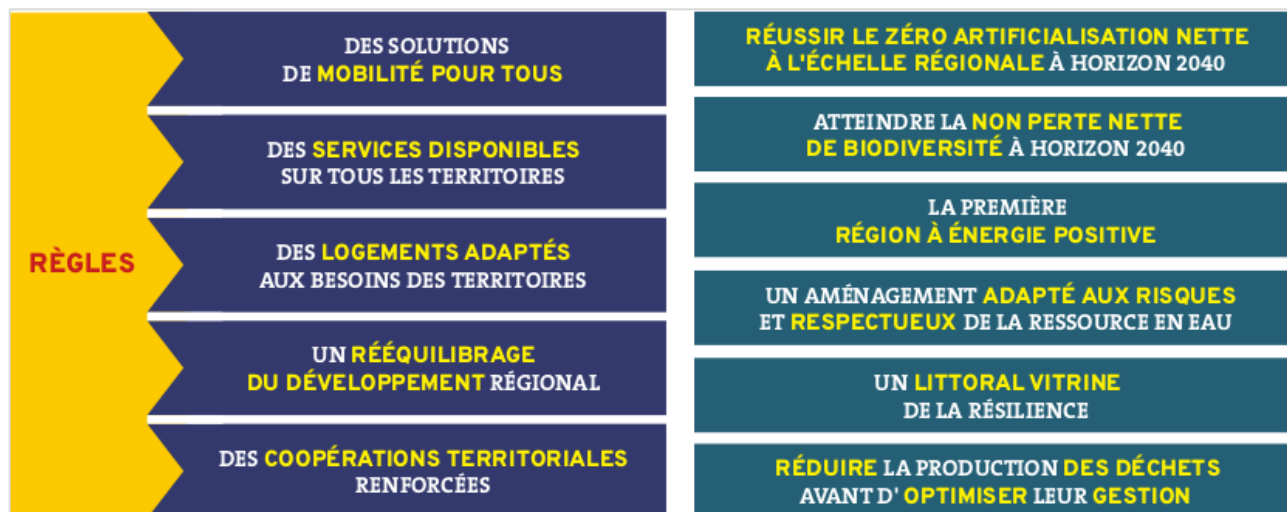 RÈGLES
DES SOLUTIONS
DE MOBILITÉ POUR TOUS
DES SERVICES DISPONIBLES
SUR TOUS LES TERRITOIRES
DES LOGEMENTS ADAPTÉS
AUX BESOINS DES TERRITOIRES
UN RÉÉQUILIBRAGE
DU DÉVELOPPEMENT RÉGIONAL
DES COOPÉRATIONS TERRITORIALES
RENFORCÉES
RÉUSSIR LE ZÉRO ARTIFICIALISATION NETTE
À L'ÉCHELLE RÉGIONALE À HORIZON 2040
ATTEINDRE LA NON PERTE NETTE
DE BIODIVERSITÉ À HORIZON 2040
LA PREMIÈRE
RÉGION À ÉNERGIE POSITIVE
UN AMÉNAGEMENT ADAPTÉ AUX RISQUES
ET RESPECTUEUX DE LA RESSOURCE EN EAU
UN LITTORAL VITRINE
DE LA RÉSILIENCE
RÉDUIRE LA PRODUCTION DES DÉCHETS
AVANT D' OPTIMISER LEUR GESTION